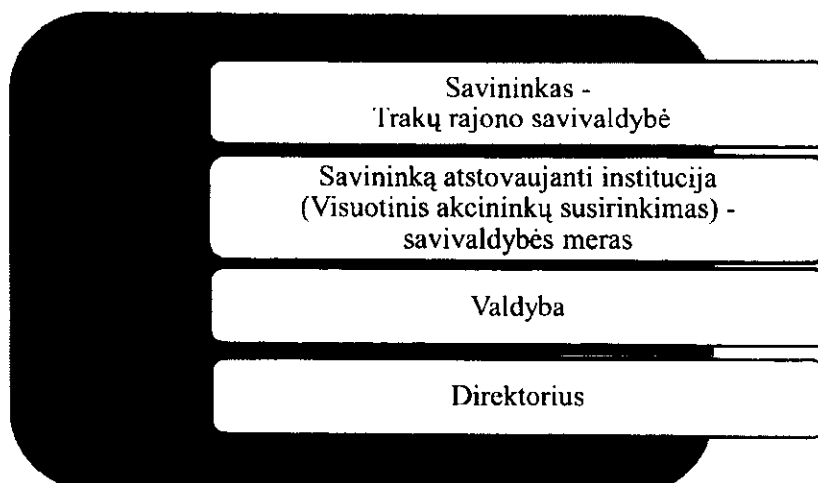 Savininkas -
Trakų rajono savivaldybė
Savininką atstovaujanti institucija
(Visuotinis akcininkų susirinkimas) -
savivaldybės meras
Valdyba
Direktorius